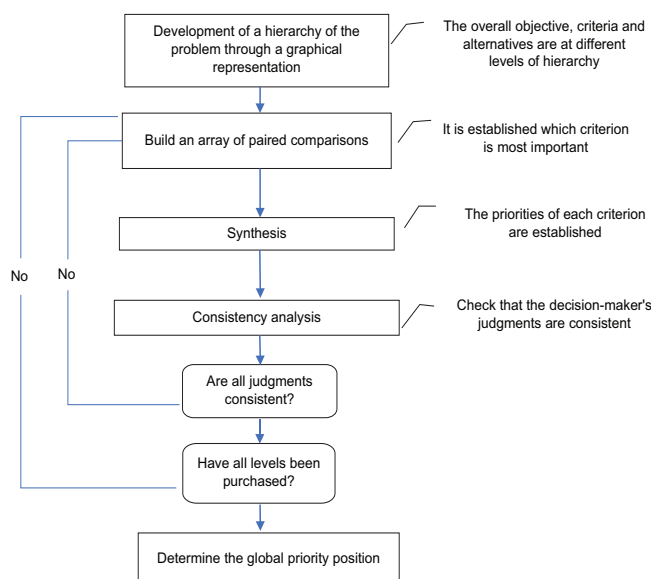 Development of a hierarchy of the
problem through a graphical
representation
The overall objective, criteria and
alternatives are at different
levels of hierarchy
Build an array of paired comparisons
It is established which criterion
is most important
Synthesis
The priorities of each criterion
are established
No
No
Consistency analysis
Check that the decision-maker's
judgments are consistent
Are all judgments
consistent?
Have all levels been
purchased?
Determine the global priority position